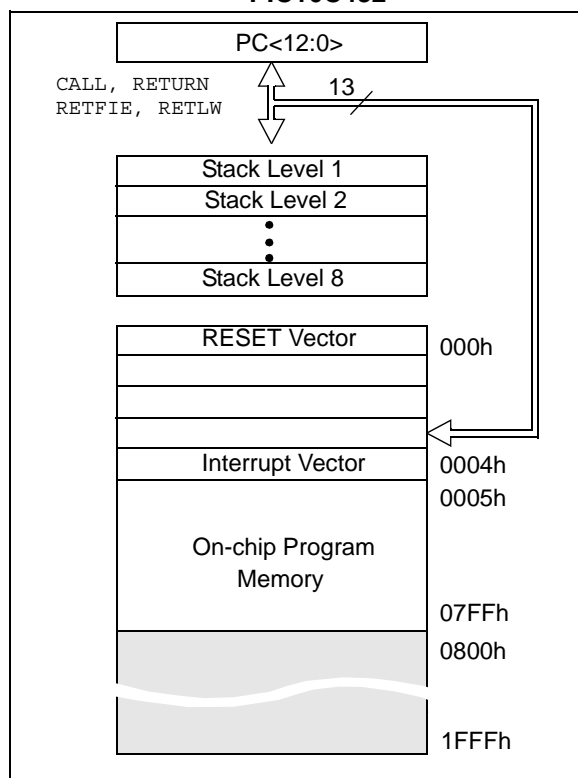 PC<12:0>
CALL, RETURN
RETFIE, RETLW
13
Stack Level 1
Stack Level 2
Stack Level 8
RESET Vector
000h
Interrupt Vector
0004h
0005h
On-chip Program
Memory
07FFh
0800h
1FFFh